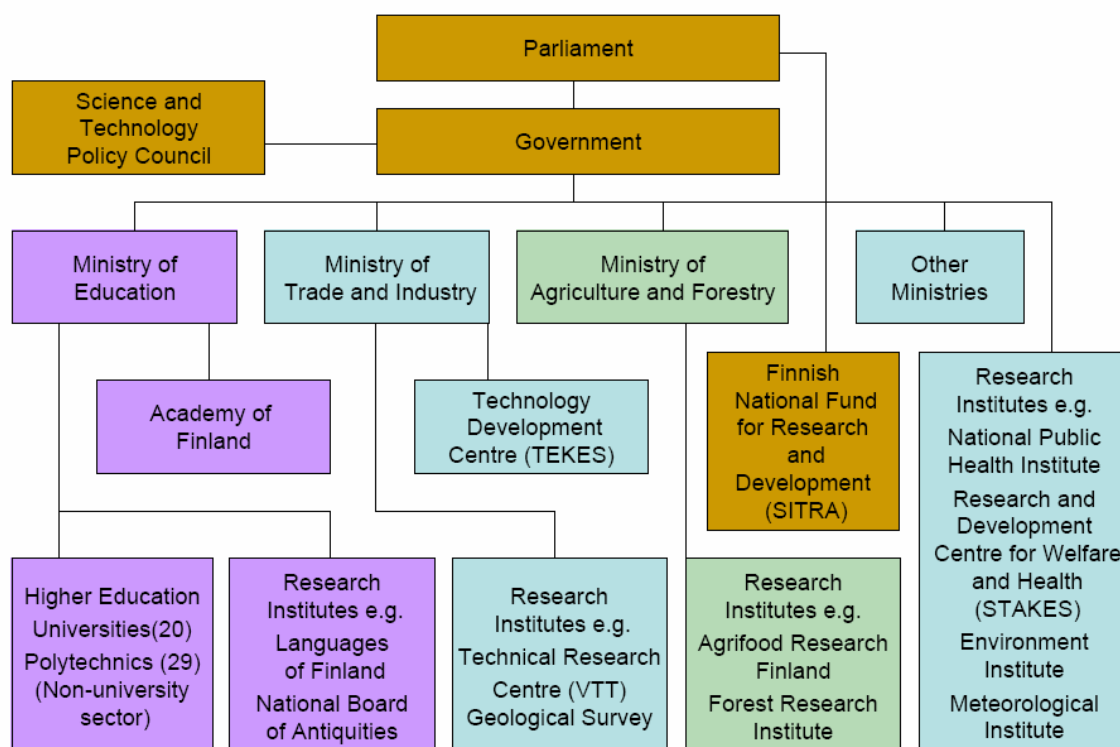 Parliament
Science and
Technology
Policy Council
Government
Ministry of
Education
Ministry of
Trade and Industry
Ministry of
Agriculture and Forestry
Other
Ministries
Academy of
Finland
Technology
Development
Centre (TEKES)
Finnish
National Fund
for Research
and
Development
(SITRA)
Research
Institutes e.g.
National Public
Health Institute
Research and
Development
Centre for Welfare
and Health
(STAKES)
Environment
Institute
Meteorological
Institute
Higher Education
Universities(20)
Polytechnics (29)
(Non-university
sector)
Research
Institutes e.g.
Languages
of Finland
National Board
of Antiquities
Research
Institutes e.g.
Technical Research
Centre (VTT)
Geological Survey
Research
Institutes e.g.
Agrifood Research
Finland
Forest Research
Institute